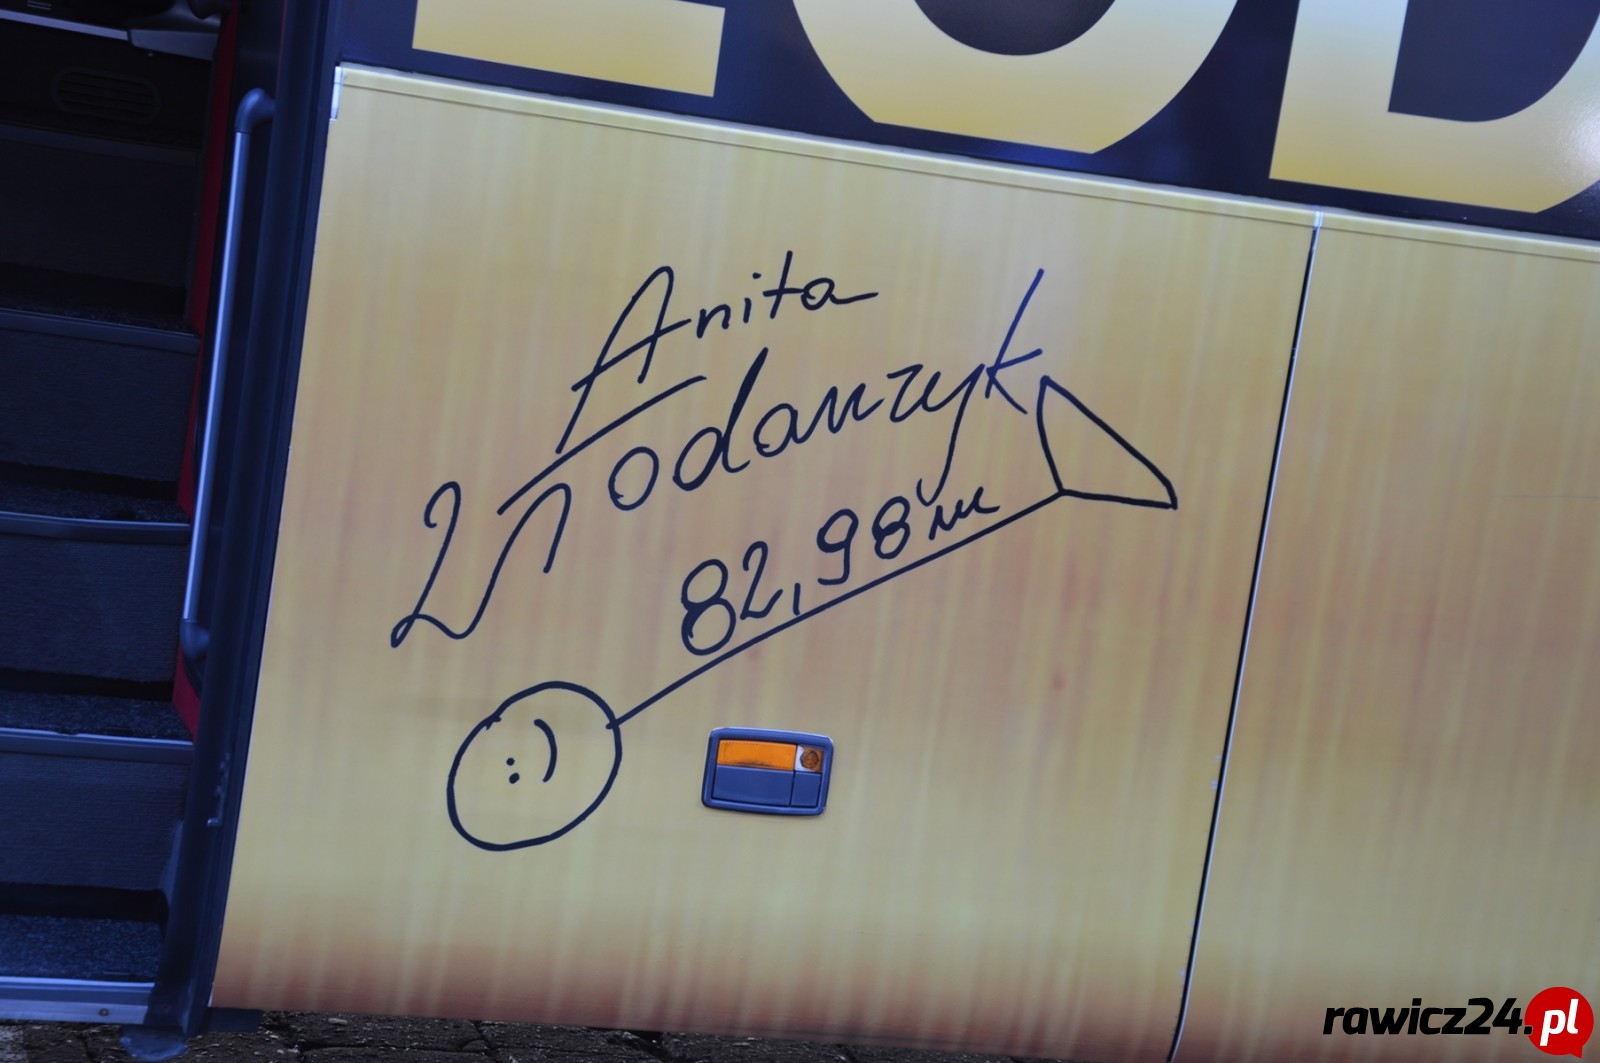 Anita
Włodarczyk
82,98m
:)
rawicz24.pl